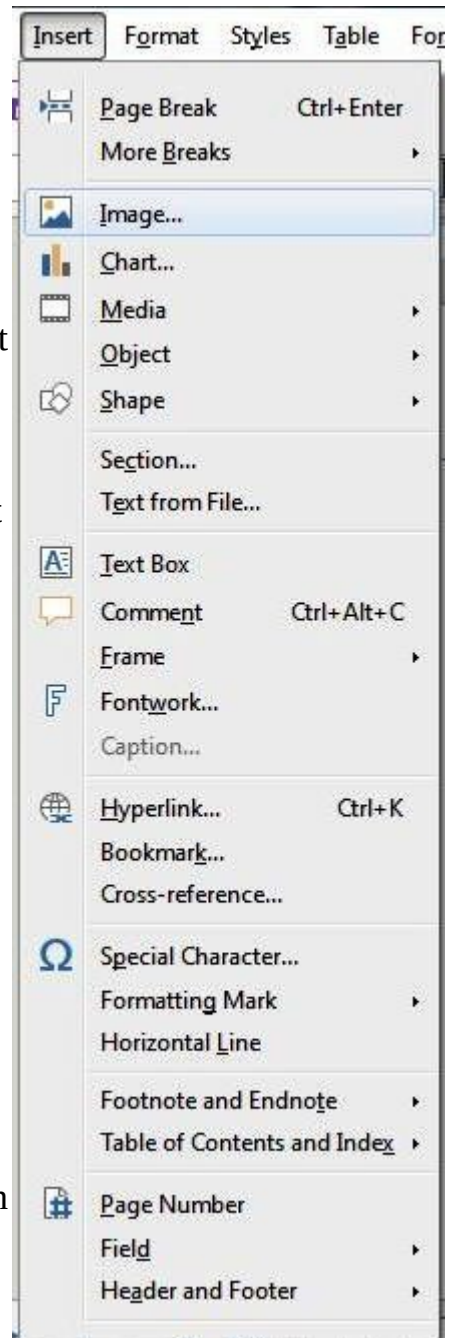 Insert Format Styles Table
Page Break Ctrl+Enter
More Breaks
Image...
Chart...
Media
Object
Shape
Section...
Text from File...
Text Box
Comment Ctrl+Alt+C
Frame
Fontwork...
Caption...
Hyperlink... Ctrl+K
Bookmark...
Cross-reference...
Special Character...
Formatting Mark
Horizontal Line
Footnote and Endnote
Table of Contents and Index
Page Number
Field
Header and Footer